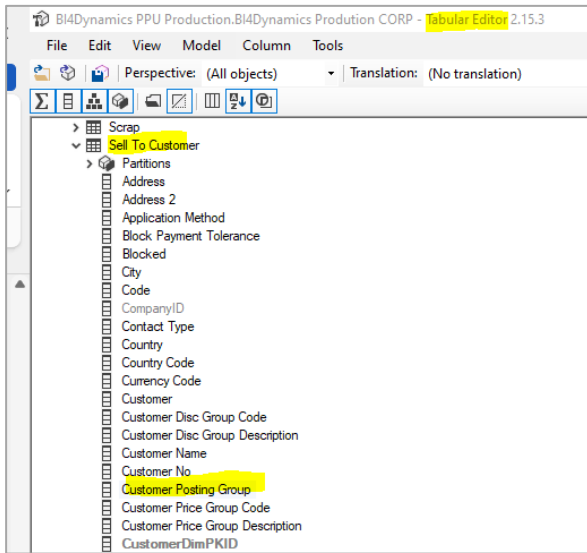 BI4Dynamics PPU Production.BI4Dynamics Prodution CORP - Tabular Editor 2.15.3
File Edit View Model Column Tools
Perspective: (All objects) Translation: (No translation)
Scrap
Sell To Customer
Partitions
Address
Address 2
Application Method
Block Payment Tolerance
Blocked
City
Code
CompanyID
Contact Type
Country
Country Code
Currency Code
Customer
Customer Disc Group Code
Customer Disc Group Description
Customer Name
Customer No
Customer Posting Group
Customer Price Group Code
Customer Price Group Description
CustomerDimPKID